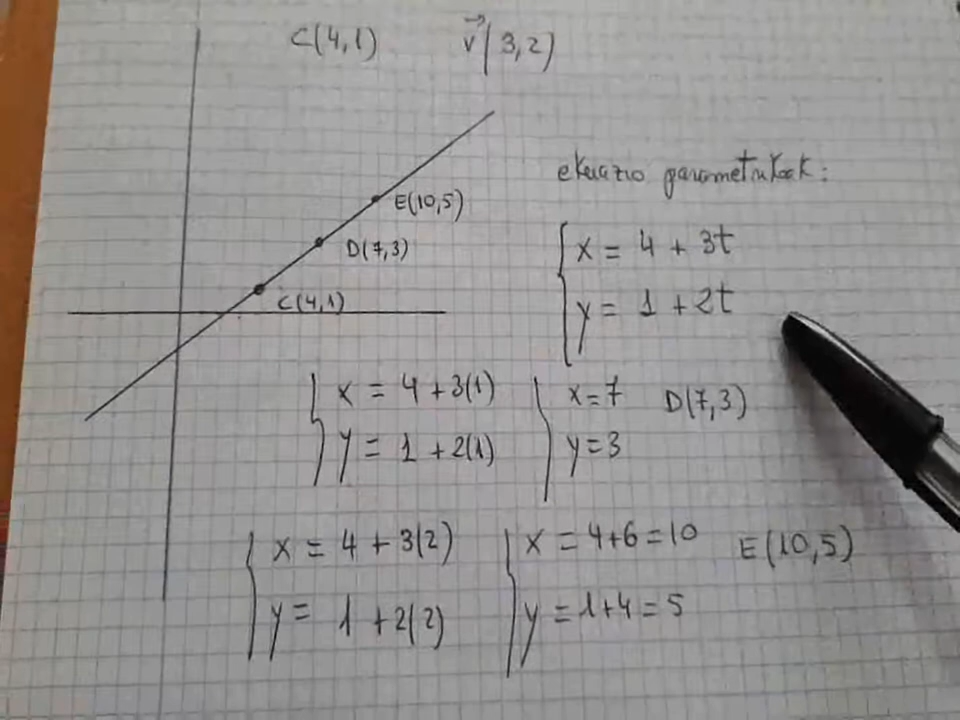 C(4,1) v⃗(3,2)
ekuazio parametrikoak:
E(10,5)
D(7,3)
C(4,1)
x = 4 + 3t
y = 1 + 2t
x = 4 + 3(1) x = 7 D(7,3)
y = 1 + 2(1) y = 3
x = 4 + 3(2) x = 4+6 = 10 E(10,5)
y = 1 + 2(2) y = 1+4 = 5